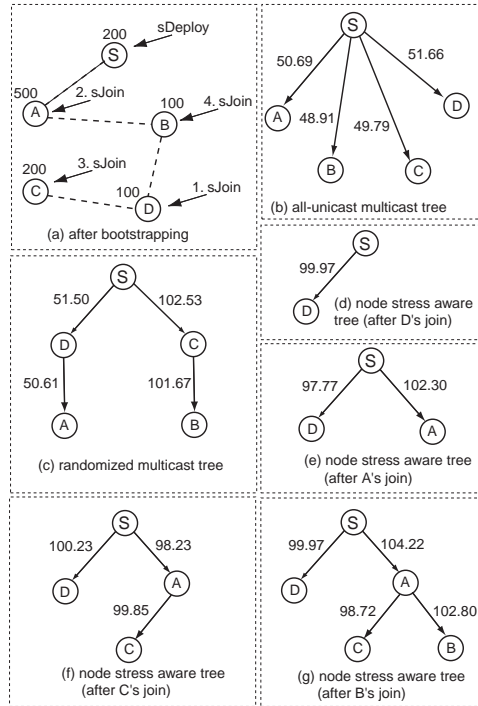 sDeploy
200
S
500
2. sJoin
A
100
4. sJoin
B
200
3. sJoin
C
100
1. sJoin
D
(a) after bootstrapping
S
50.69
51.66
48.91
49.79
A
D
B
C
(b) all-unicast multicast tree
S
51.50
102.53
D
C
50.61
101.67
A
B
(c) randomized multicast tree
S
99.97
D
(d) node stress aware
tree (after D's join)
S
97.77
102.30
D
A
(e) node stress aware tree
(after A's join)
S
100.23
98.23
D
A
99.85
C
(f) node stress aware tree
(after C's join)
S
99.97
104.22
D
A
98.72
102.80
C
B
(g) node stress aware tree
(after B's join)